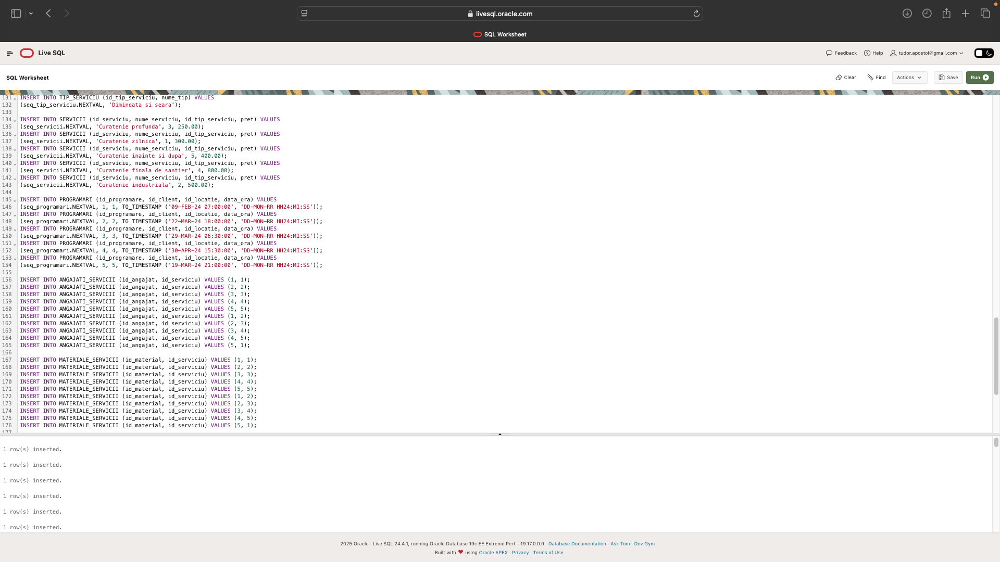 livesql.oracle.com
SQL Worksheet
Live SQL
Feedback Help tudor.apostol@gmail.com
SQL Worksheet
Clear Find Actions Save Run
131 INSERT INTO TIP_SERVICIU (id_tip_serviciu, nume_tip) VALUES
132 (seq_tip_serviciu.NEXTVAL, 'Dimineata si seara');
133
134 INSERT INTO SERVICII (id_serviciu, nume_serviciu, id_tip_serviciu, pret) VALUES
135 (seq_servicii.NEXTVAL, 'Curatenie profunda', 3, 250.00);
136 INSERT INTO SERVICII (id_serviciu, nume_serviciu, id_tip_serviciu, pret) VALUES
137 (seq_servicii.NEXTVAL, 'Curatenie zilnica', 1, 300.00);
138 INSERT INTO SERVICII (id_serviciu, nume_serviciu, id_tip_serviciu, pret) VALUES
139 (seq_servicii.NEXTVAL, 'Curatenie inainte si dupa', 5, 400.00);
140 INSERT INTO SERVICII (id_serviciu, nume_serviciu, id_tip_serviciu, pret) VALUES
141 (seq_servicii.NEXTVAL, 'Curatenie finala de santier', 4, 800.00);
142 INSERT INTO SERVICII (id_serviciu, nume_serviciu, id_tip_serviciu, pret) VALUES
143 (seq_servicii.NEXTVAL, 'Curatenie industriala', 2, 500.00);
144
145 INSERT INTO PROGRAMARI (id_programare, id_client, id_locatie, data_ora) VALUES
146 (seq_programari.NEXTVAL, 1, 1, TO_TIMESTAMP ('09-FEB-24 07:00:00', 'DD-MON-RR HH24:MI:SS'));
147 INSERT INTO PROGRAMARI (id_programare, id_client, id_locatie, data_ora) VALUES
148 (seq_programari.NEXTVAL, 2, 2, TO_TIMESTAMP ('22-MAR-24 18:00:00', 'DD-MON-RR HH24:MI:SS'));
149 INSERT INTO PROGRAMARI (id_programare, id_client, id_locatie, data_ora) VALUES
150 (seq_programari.NEXTVAL, 3, 3, TO_TIMESTAMP ('29-MAR-24 06:30:00', 'DD-MON-RR HH24:MI:SS'));
151 INSERT INTO PROGRAMARI (id_programare, id_client, id_locatie, data_ora) VALUES
152 (seq_programari.NEXTVAL, 4, 4, TO_TIMESTAMP ('30-APR-24 15:30:00', 'DD-MON-RR HH24:MI:SS'));
153 INSERT INTO PROGRAMARI (id_programare, id_client, id_locatie, data_ora) VALUES
154 (seq_programari.NEXTVAL, 5, 5, TO_TIMESTAMP ('19-MAR-24 21:00:00', 'DD-MON-RR HH24:MI:SS'));
155
156 INSERT INTO ANGAJATI_SERVICII (id_angajat, id_serviciu) VALUES (1, 1);
157 INSERT INTO ANGAJATI_SERVICII (id_angajat, id_serviciu) VALUES (2, 2);
158 INSERT INTO ANGAJATI_SERVICII (id_angajat, id_serviciu) VALUES (3, 3);
159 INSERT INTO ANGAJATI_SERVICII (id_angajat, id_serviciu) VALUES (4, 4);
160 INSERT INTO ANGAJATI_SERVICII (id_angajat, id_serviciu) VALUES (5, 5);
161 INSERT INTO ANGAJATI_SERVICII (id_angajat, id_serviciu) VALUES (1, 2);
162 INSERT INTO ANGAJATI_SERVICII (id_angajat, id_serviciu) VALUES (2, 3);
163 INSERT INTO ANGAJATI_SERVICII (id_angajat, id_serviciu) VALUES (3, 4);
164 INSERT INTO ANGAJATI_SERVICII (id_angajat, id_serviciu) VALUES (4, 5);
165 INSERT INTO ANGAJATI_SERVICII (id_angajat, id_serviciu) VALUES (5, 1);
166
167 INSERT INTO MATERIALE_SERVICII (id_material, id_serviciu) VALUES (1, 1);
168 INSERT INTO MATERIALE_SERVICII (id_material, id_serviciu) VALUES (2, 2);
169 INSERT INTO MATERIALE_SERVICII (id_material, id_serviciu) VALUES (3, 3);
170 INSERT INTO MATERIALE_SERVICII (id_material, id_serviciu) VALUES (4, 4);
171 INSERT INTO MATERIALE_SERVICII (id_material, id_serviciu) VALUES (5, 5);
172 INSERT INTO MATERIALE_SERVICII (id_material, id_serviciu) VALUES (1, 2);
173 INSERT INTO MATERIALE_SERVICII (id_material, id_serviciu) VALUES (2, 3);
174 INSERT INTO MATERIALE_SERVICII (id_material, id_serviciu) VALUES (3, 4);
175 INSERT INTO MATERIALE_SERVICII (id_material, id_serviciu) VALUES (4, 5);
176 INSERT INTO MATERIALE_SERVICII (id_material, id_serviciu) VALUES (5, 1);
177
1 row(s) inserted.
1 row(s) inserted.
1 row(s) inserted.
1 row(s) inserted.
1 row(s) inserted.
1 row(s) inserted.
2025 Oracle · Live SQL 24.4.1, running Oracle Database 19c EE Extreme Perf - 19.17.0.0.0 · Database Documentation · Ask Tom · Dev Gym
Built with ❤ using Oracle APEX · Privacy · Terms of Use